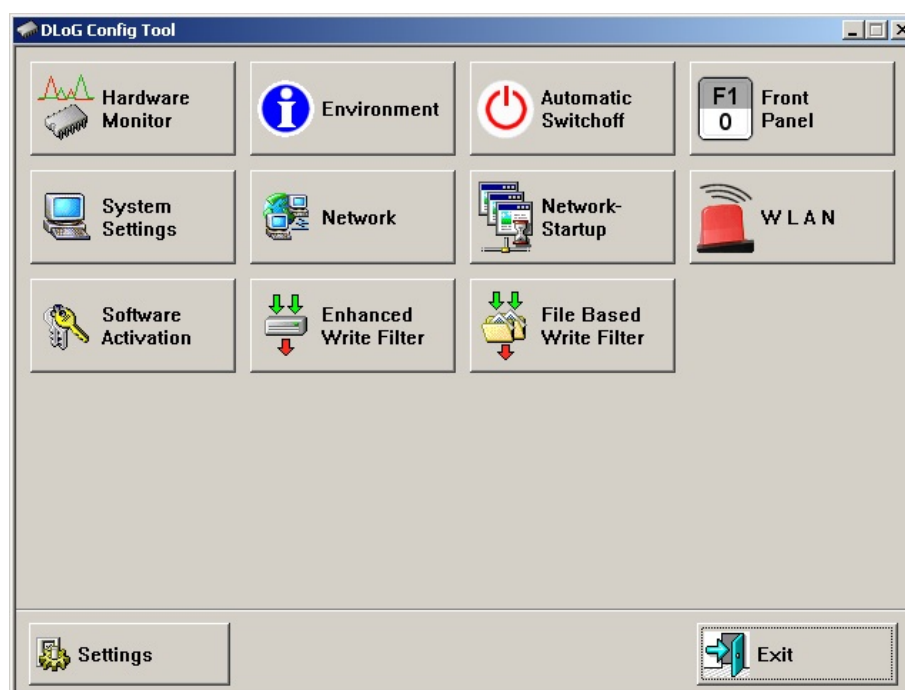 DLoG Config Tool
Hardware
Monitor
Environment
Automatic
Switchoff
F1
0
Front
Panel
System
Settings
Network
Network-
Startup
WLAN
Software
Activation
Enhanced
Write Filter
File Based
Write Filter
Settings
Exit